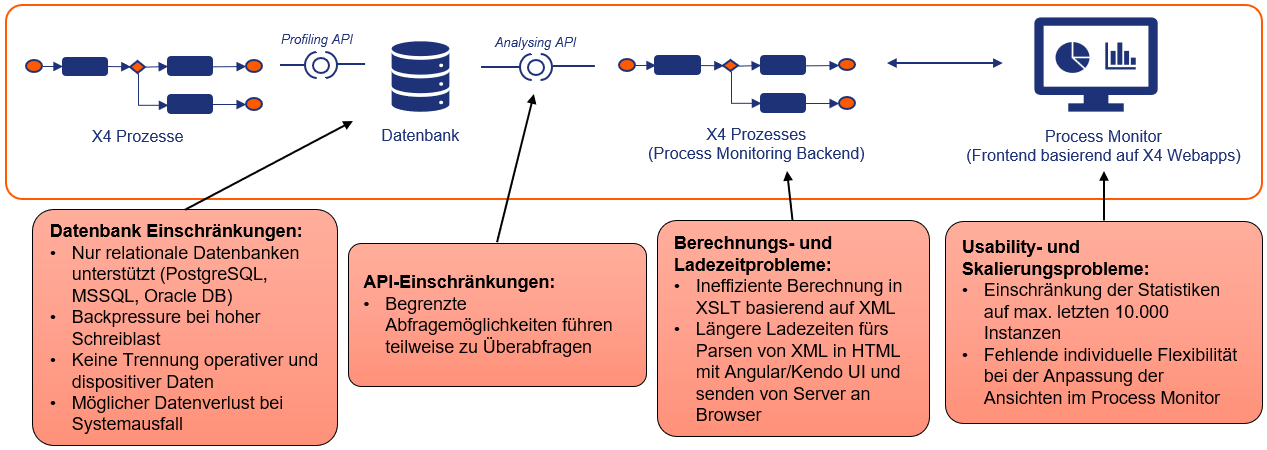 Profiling API
Analysing API
X4 Prozesse
Datenbank
X4 Prozesses
(Process Monitoring Backend)
Process Monitor
(Frontend basierend auf X4 Webapps)
Datenbank Einschränkungen:
• Nur relationale Datenbanken
unterstützt (PostgreSQL,
MSSQL, Oracle DB)
• Backpressure bei hoher
Schreiblast
• Keine Trennung operativer und
dispositiver Daten
• Möglicher Datenverlust bei
Systemausfall
API-Einschränkungen:
• Begrenzte
Abfragemöglichkeiten führen
teilweise zu Überabfragen
Berechnungs- und
Ladezeitprobleme:
• Ineffiziente Berechnung in
XSLT basierend auf XML
• Längere Ladezeiten fürs
Parsen von XML in HTML
mit Angular/Kendo UI und
senden von Server an
Browser
Usability- und
Skalierungsprobleme:
• Einschränkung der Statistiken
auf max. letzten 10.000
Instanzen
• Fehlende individuelle Flexibilität
bei der Anpassung der
Ansichten im Process Monitor